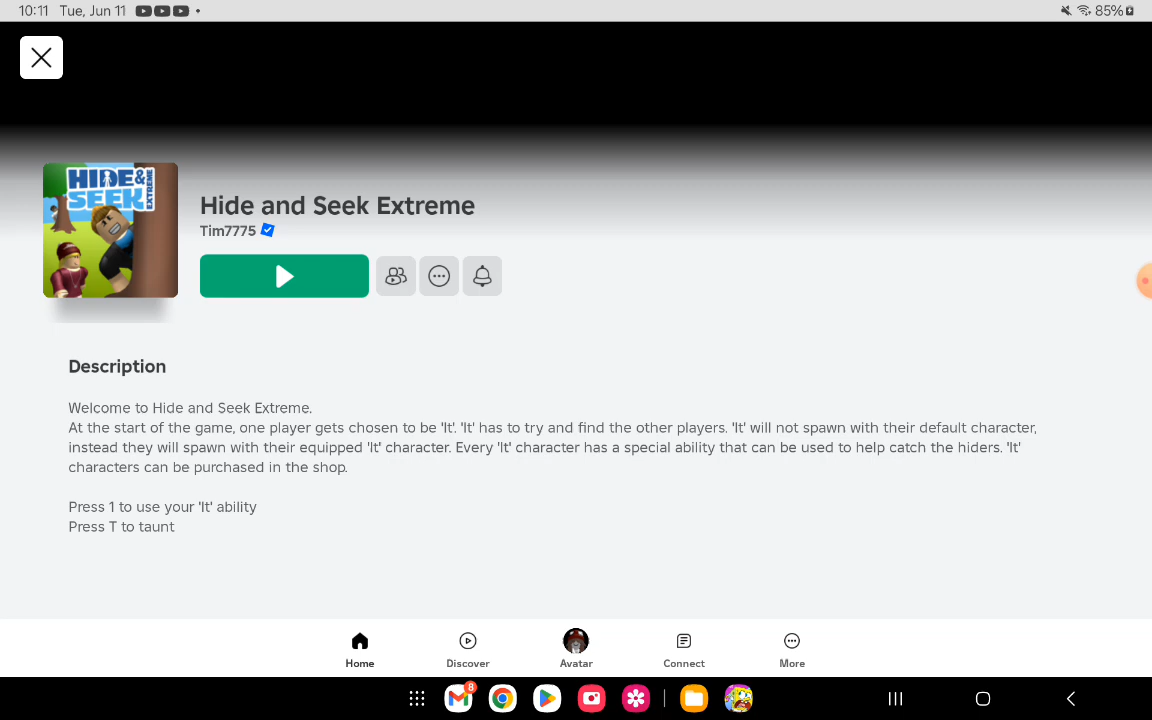 10:11 Tue, Jun 11 85%
HIDE&
SEEK EXTREME
Hide and Seek Extreme
Tim7775
Description
Welcome to Hide and Seek Extreme.
At the start of the game, one player gets chosen to be 'It'. 'It' has to try and find the other players. 'It' will not spawn with their default character,
instead they will spawn with their equipped 'It' character. Every 'It' character has a special ability that can be used to help catch the hiders. 'It'
characters can be purchased in the shop.
Press 1 to use your 'It' ability
Press T to taunt
Home Discover Avatar Connect More
8